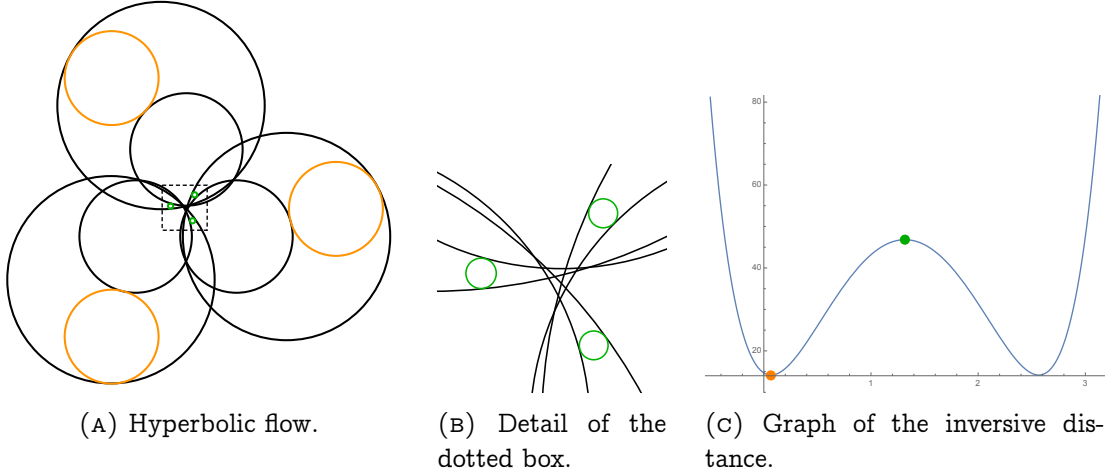 80
60
40
20
1
2
3
(A) Hyperbolic flow.
(B) Detail of the
dotted box.
(C) Graph of the inversive dis-
tance.